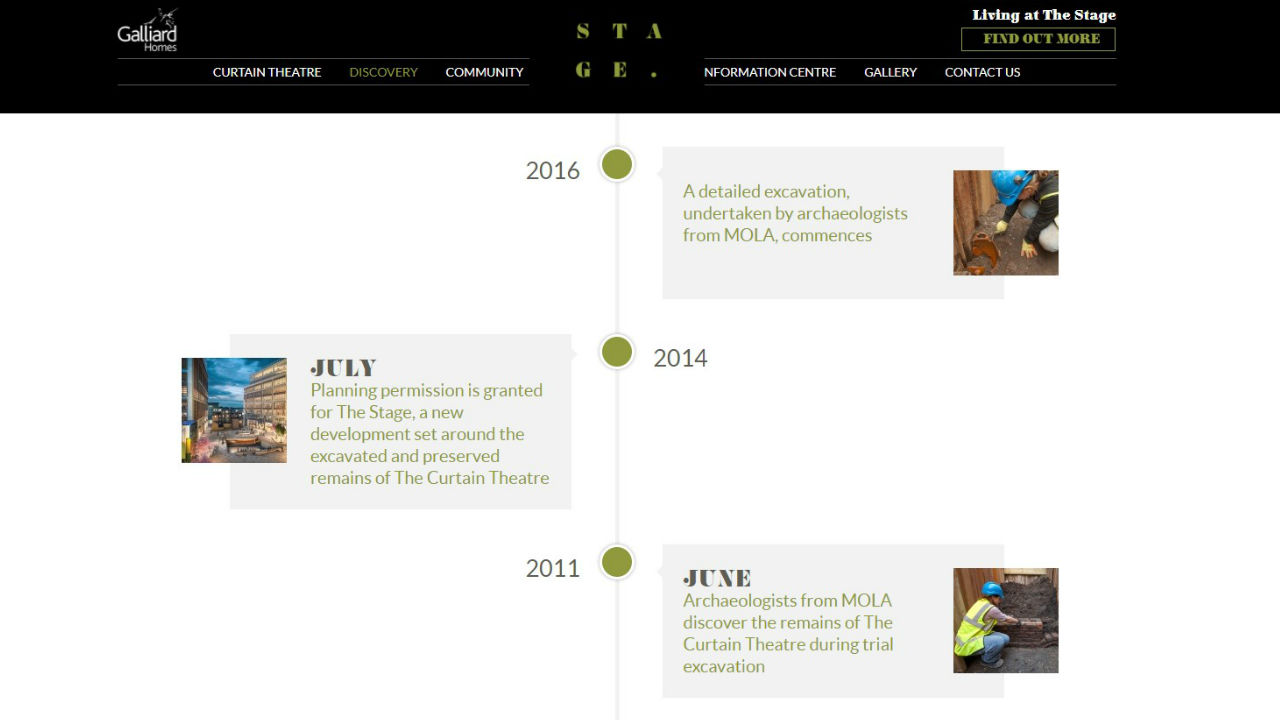 Galliard
Homes
S T A
G E .
Living at The Stage
FIND OUT MORE
CURTAIN THEATRE DISCOVERY COMMUNITY NFORMATION CENTRE GALLERY CONTACT US
2016
A detailed excavation,
undertaken by archaeologists
from MOLA, commences
2014
JULY
Planning permission is granted
for The Stage, a new
development set around the
excavated and preserved
remains of The Curtain Theatre
2011
JUNE
Archaeologists from MOLA
discover the remains of The
Curtain Theatre during trial
excavation